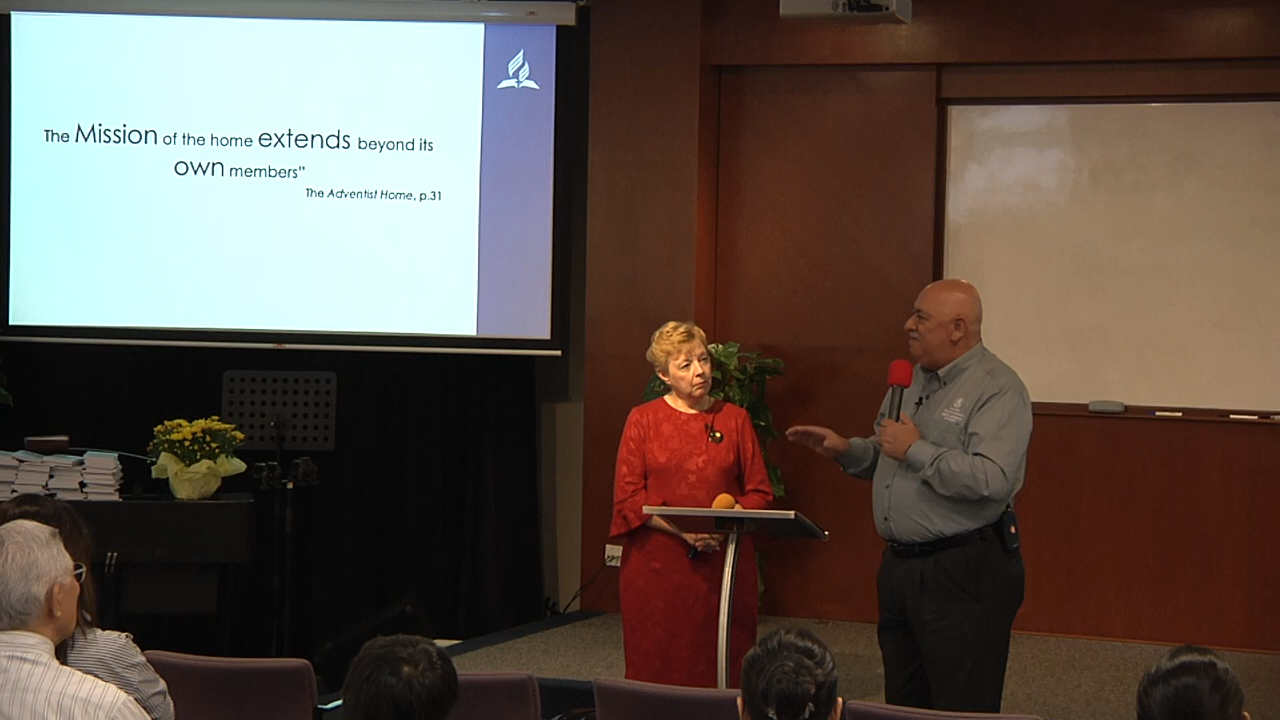 The Mission of the home extends beyond its
own members"
The Adventist Home, p.31